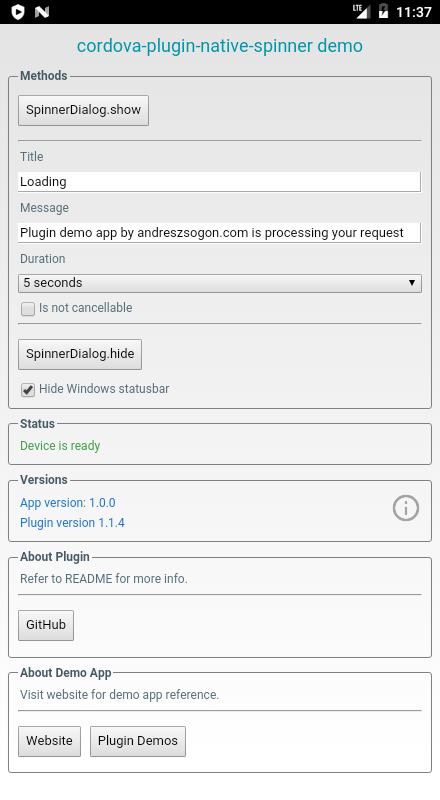 LTE 11:37
cordova-plugin-native-spinner demo
Methods
SpinnerDialog.show
Title
Loading
Message
Plugin demo app by andreszsogon.com is processing your request
Duration
5 seconds
Is not cancellable
SpinnerDialog.hide
Hide Windows statusbar
Status
Device is ready
Versions
App version: 1.0.0
Plugin version 1.1.4
About Plugin
Refer to README for more info.
GitHub
About Demo App
Visit website for demo app reference.
Website Plugin Demos